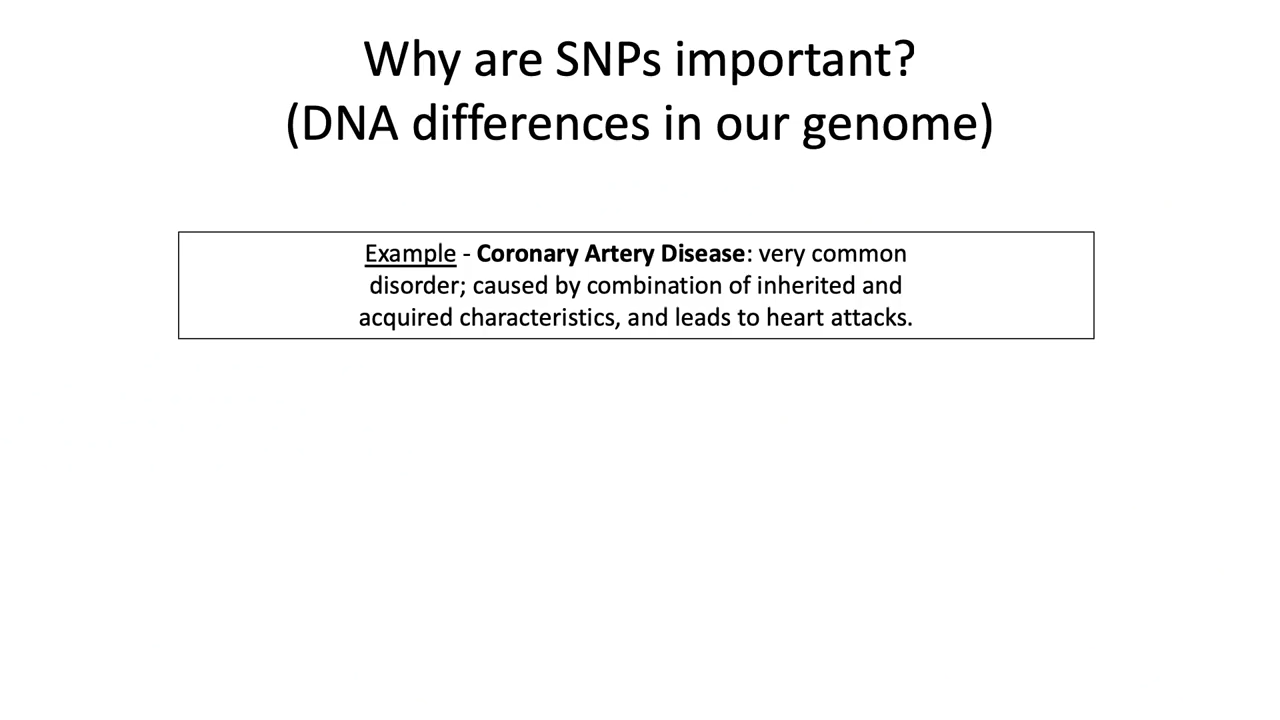 Why are SNPs important?
(DNA differences in our genome)
Example - Coronary Artery Disease: very common
disorder; caused by combination of inherited and
acquired characteristics, and leads to heart attacks.